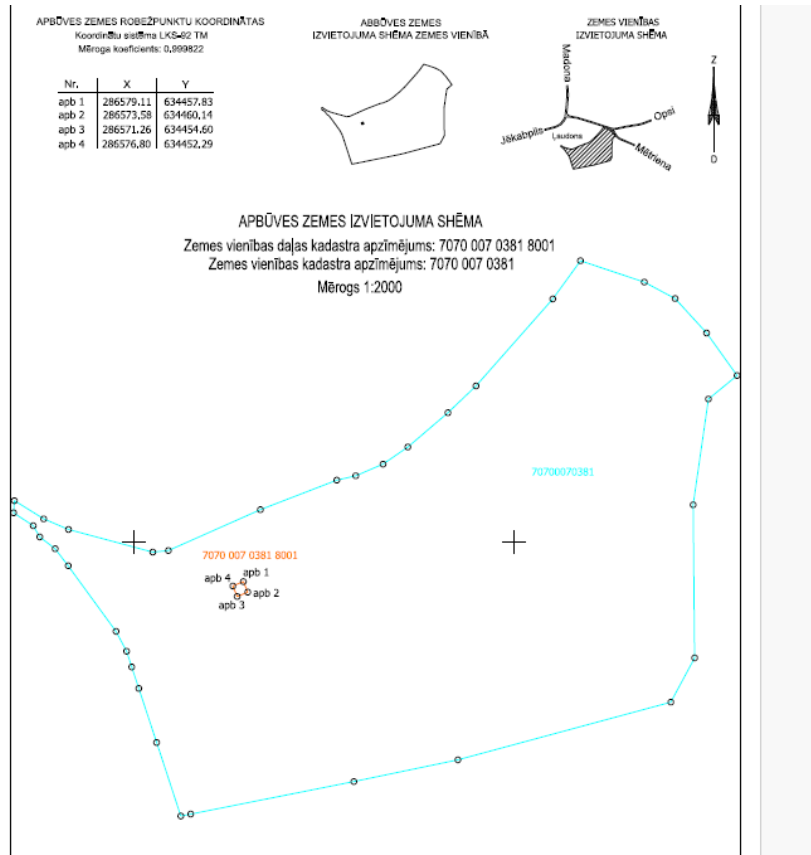 APBŪVES ZEMES ROBEŽPUNKTU KOORDINĀTAS
Koordinātu sistēma LKS-92 TM
Mēroga koeficients: 0,999822
Nr. X Y
apb 1 286579.11 634457.83
apb 2 286573.58 634460.14
apb 3 286571.26 634454.60
apb 4 286576.80 634452.29
ABBŪVES ZEMES
IZVIETOJUMA SHĒMA ZEMES VIENĪBĀ
ZEMES VIENĪBAS
IZVIETOJUMA SHĒMA
Madona
Jēkabpils
Ļaudona
Opsi
Mētriena
Z
D
APBŪVES ZEMES IZVIETOJUMA SHĒMA
Zemes vienības daļas kadastra apzīmējums: 7070 007 0381 8001
Zemes vienības kadastra apzīmējums: 7070 007 0381
Mērogs 1:2000
70700070381
7070 007 0381 8001
apb 4
apb 1
apb 2
apb 3